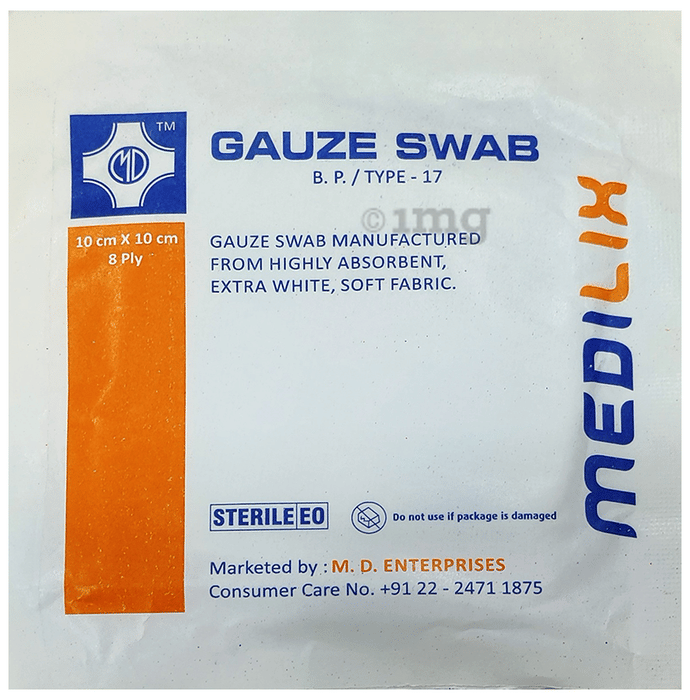 MD
TM
GAUZE SWAB
B. P. / TYPE - 17
© 1mg
10 cm X 10 cm
8 Ply
GAUZE SWAB MANUFACTURED
FROM HIGHLY ABSORBENT,
EXTRA WHITE, SOFT FABRIC.
MEDILIX
STERILE EO
Do not use if package is damaged
Marketed by : M. D. ENTERPRISES
Consumer Care No. +91 22 - 2471 1875